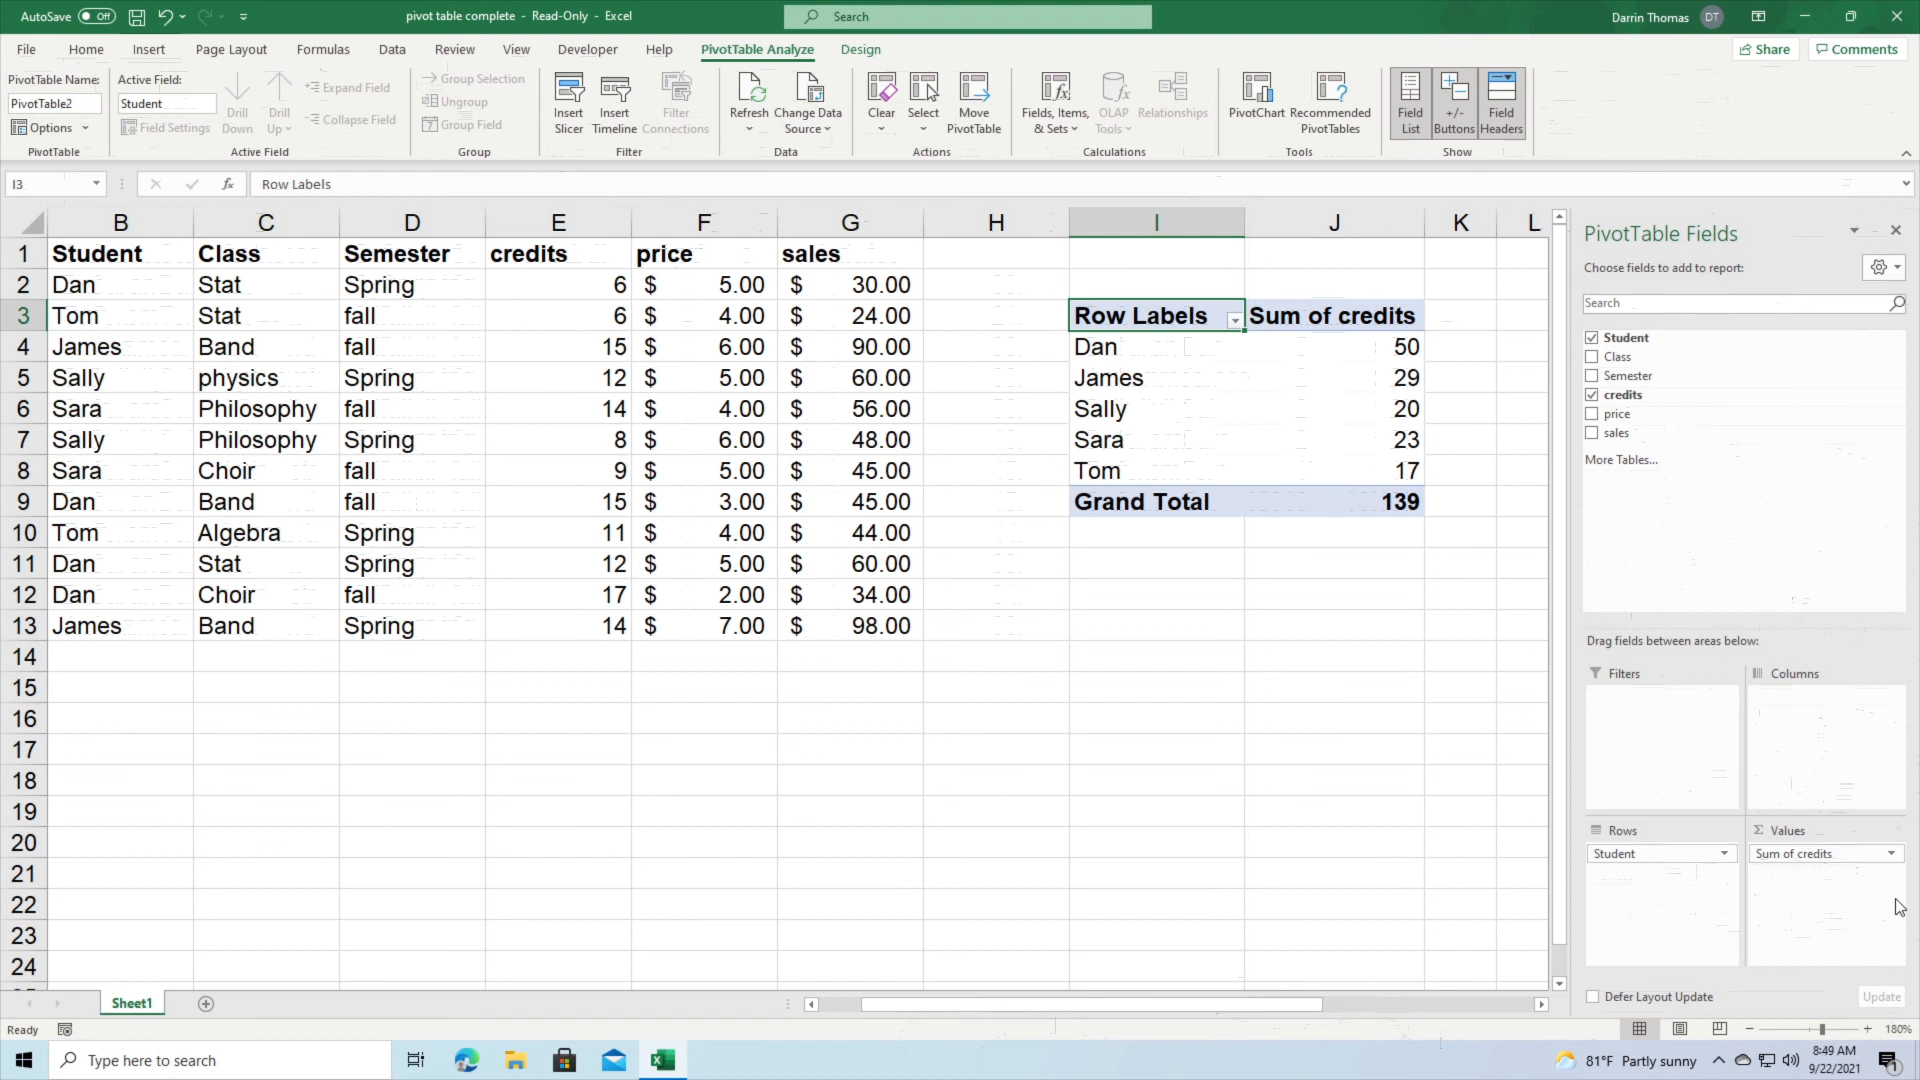 AutoSave Off pivot table complete - Read-Only - Excel Search Darrin Thomas DT
File Home Insert Page Layout Formulas Data Review View Developer Help PivotTable Analyze Design Share Comments
PivotTable Name:
PivotTable2
Options
PivotTable
Active Field:
Student
Field Settings
Drill Down
Drill Up
Expand Field
Collapse Field
Active Field
Group Selection
Ungroup
Group Field
Group
Insert Slicer
Insert Timeline
Filter Connections
Filter
Refresh
Change Data Source
Data
Clear
Select
Move PivotTable
Actions
Fields, Items, & Sets
OLAP Tools
Relationships
Calculations
PivotChart
Recommended PivotTables
Tools
Field List
+/- Buttons
Field Headers
Show
I3 fx Row Labels
B C D E F G H I J K L
1 Student Class Semester credits price sales
2 Dan Stat Spring 6 $ 5.00 $ 30.00
3 Tom Stat fall 6 $ 4.00 $ 24.00 Row Labels Sum of credits
4 James Band fall 15 $ 6.00 $ 90.00 Dan 50
5 Sally physics Spring 12 $ 5.00 $ 60.00 James 29
6 Sara Philosophy fall 14 $ 4.00 $ 56.00 Sally 20
7 Sally Philosophy Spring 8 $ 6.00 $ 48.00 Sara 23
8 Sara Choir fall 9 $ 5.00 $ 45.00 Tom 17
9 Dan Band fall 15 $ 3.00 $ 45.00 Grand Total 139
10 Tom Algebra Spring 11 $ 4.00 $ 44.00
11 Dan Stat Spring 12 $ 5.00 $ 60.00
12 Dan Choir fall 17 $ 2.00 $ 34.00
13 James Band Spring 14 $ 7.00 $ 98.00
14
15
16
17
18
19
20
21
22
23
24
PivotTable Fields
Choose fields to add to report:
Search
Student
Class
Semester
credits
price
sales
More Tables...
Drag fields between areas below:
Filters Columns
Rows Σ Values
Student Sum of credits
Defer Layout Update Update
Sheet1
Ready 180%
Type here to search 81°F Partly sunny 8:49 AM
9/22/2021 1